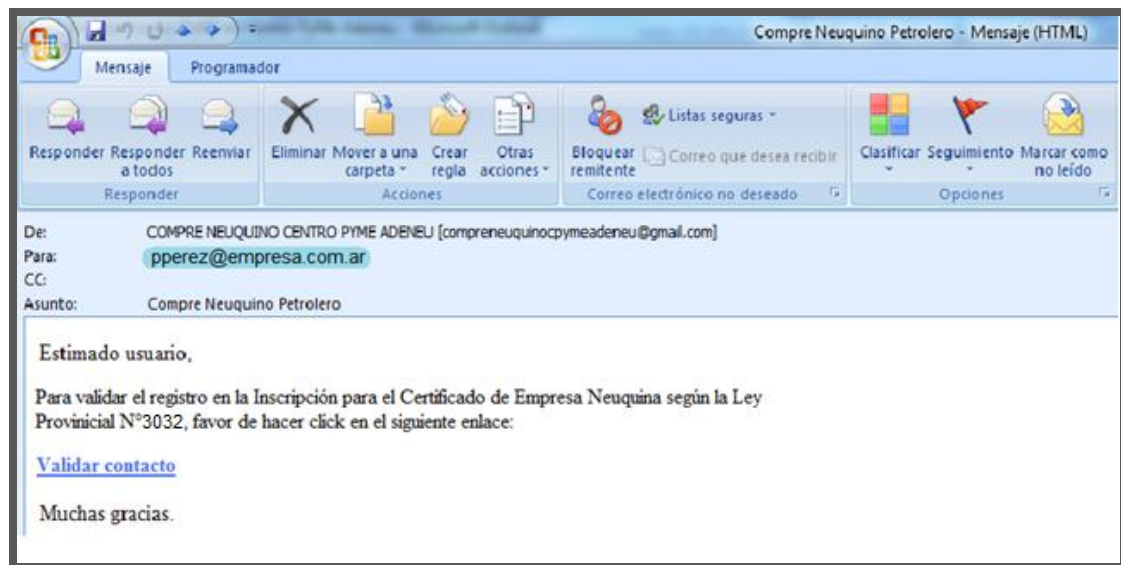 Compre Neuquino Petrolero - Mensaje (HTML)
Mensaje Programador
Responder Responder a todos Reenviar Eliminar Mover a una carpeta Crear regla Otras acciones Bloquear remitente Listas seguras Correo que desea recibir Clasificar Seguimiento Marcar como no leído
Responder Acciones Correo electrónico no deseado Opciones
De: COMPRE NEUQUINO CENTRO PYME ADENEU [compreneuquinocpymeadeneu@gmail.com]
Para: pperez@empresa.com.ar
CC:
Asunto: Compre Neuquino Petrolero
Estimado usuario,
Para validar el registro en la Inscripción para el Certificado de Empresa Neuquina según la Ley
Provinicial N°3032, favor de hacer click en el siguiente enlace:
Validar contacto
Muchas gracias.